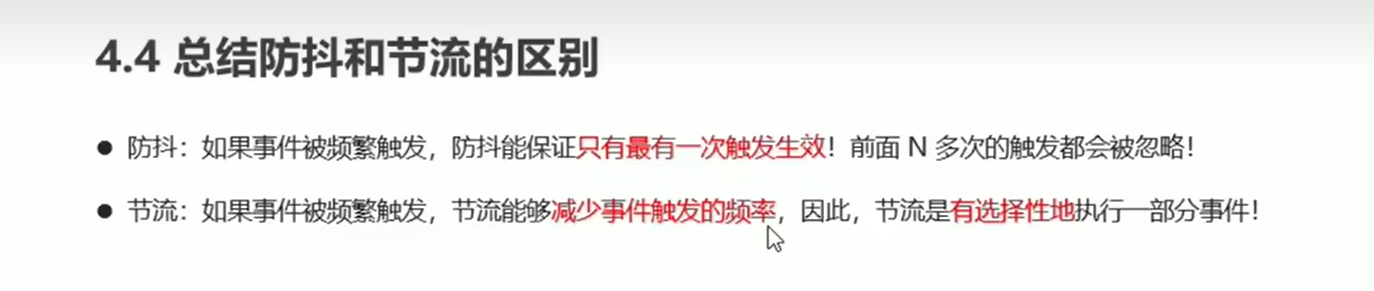 4.4 总结防抖和节流的区别
● 防抖：如果事件被频繁触发，防抖能保证只有最有一次触发生效！前面 N 多次的触发都会被忽略！
● 节流：如果事件被频繁触发，节流能够减少事件触发的频率，因此，节流是有选择性地执行一部分事件！